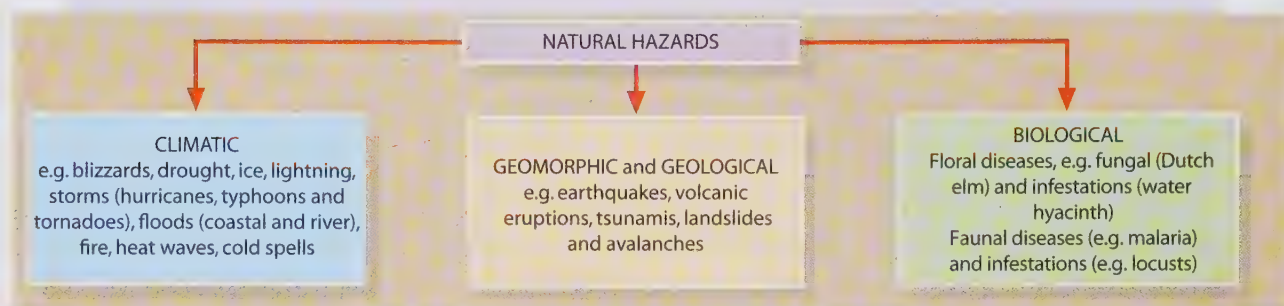 NATURAL HAZARDS
CLIMATIC
e.g. blizzards, drought, ice, lightning,
storms (hurricanes, typhoons and
tornadoes), floods (coastal and river),
fire, heat waves, cold spells
GEOMORPHIC and GEOLOGICAL
e.g. earthquakes, volcanic
eruptions, tsunamis, landslides
and avalanches
BIOLOGICAL
Floral diseases, e.g. fungal (Dutch
elm) and infestations (water
hyacinth)
Faunal diseases (e.g. malaria)
and infestations (e.g. locusts)